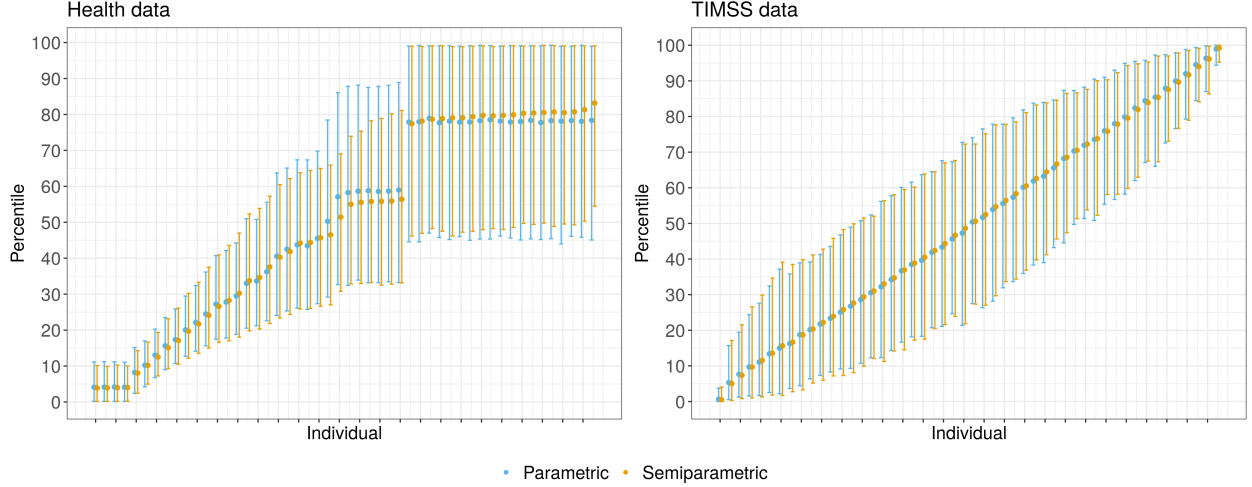 Health data
TIMSS data
Percentile
100
90
80
70
60
50
40
30
20
10
0
Individual
Percentile
100
90
80
70
60
50
40
30
20
10
0
Individual
Parametric
Semiparametric